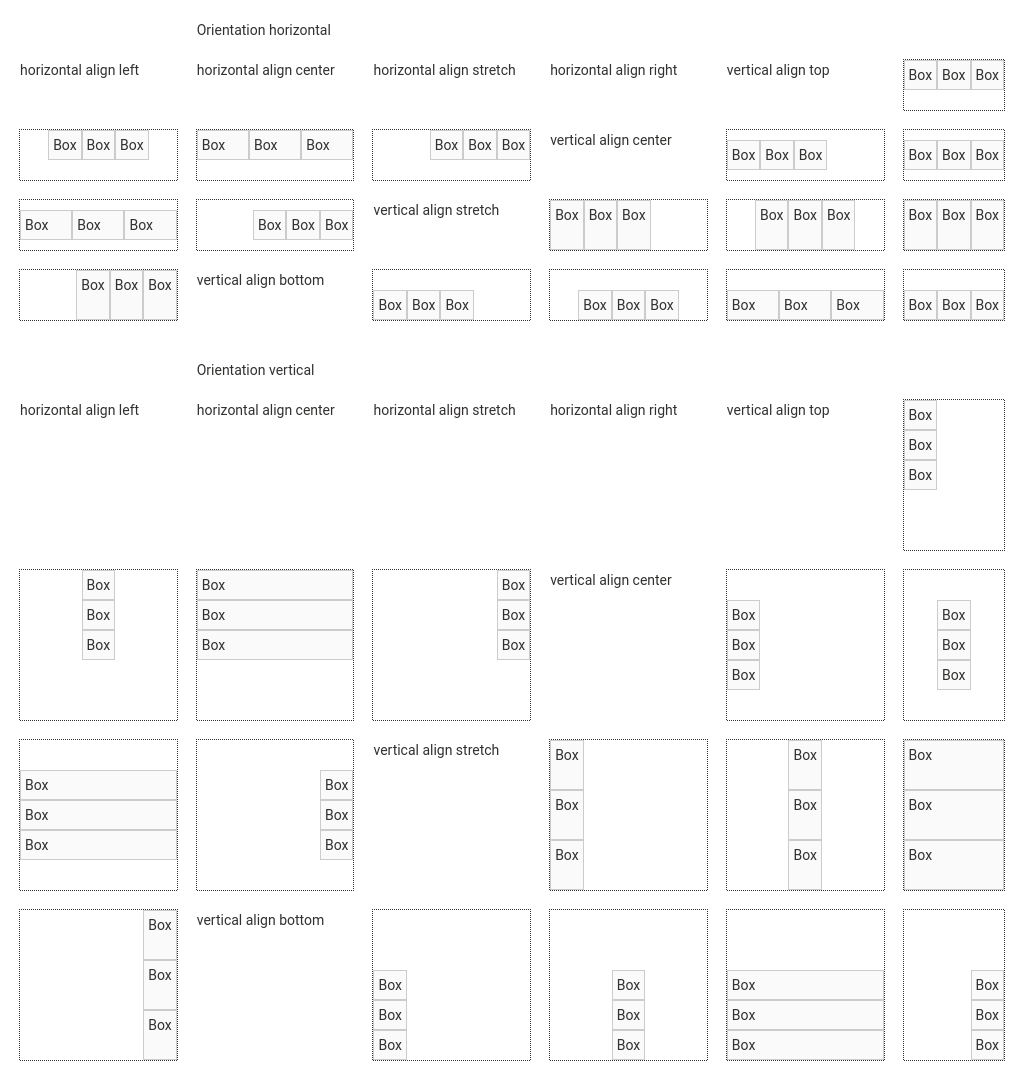 Orientation horizontal
horizontal align left horizontal align center horizontal align stretch horizontal align right vertical align top Box Box Box
Box Box Box Box Box Box Box Box Box vertical align center Box Box Box Box Box Box
Box Box Box Box Box Box vertical align stretch Box Box Box Box Box Box Box Box Box
Box Box Box vertical align bottom Box Box Box Box Box Box Box Box Box Box Box Box
Orientation vertical
horizontal align left horizontal align center horizontal align stretch horizontal align right vertical align top Box
Box
Box
Box Box Box vertical align center
Box Box Box Box Box
Box Box Box Box Box
Box Box
vertical align stretch Box Box Box
Box Box
Box Box Box Box Box
Box Box
Box Box Box
Box vertical align bottom
Box
Box Box Box Box
Box Box Box Box Box
Box Box Box Box